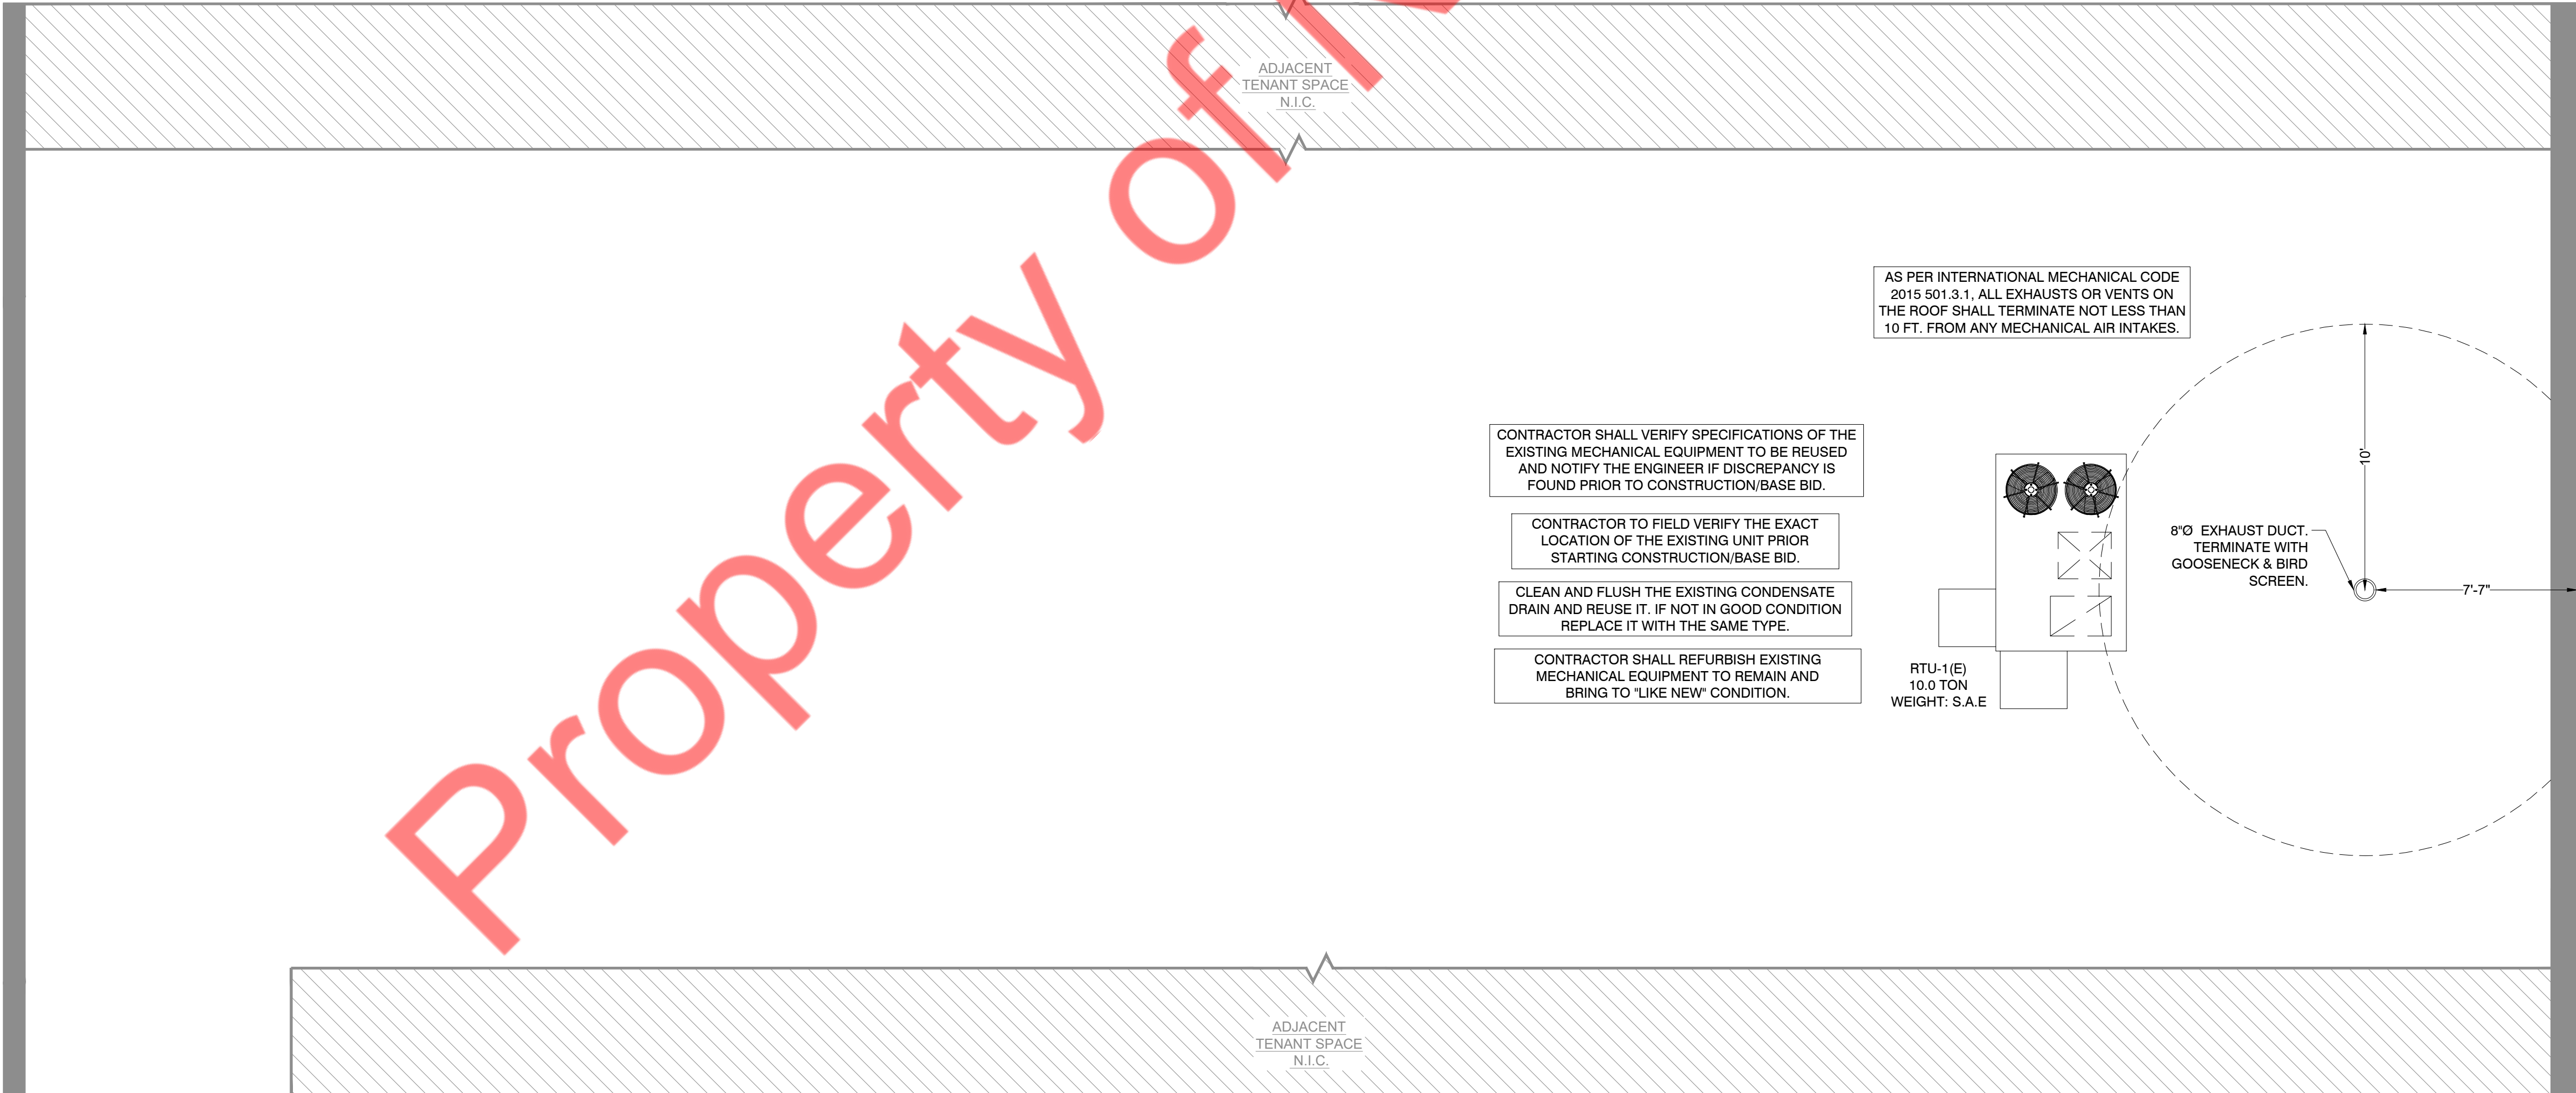 ADJACENT
TENANT SPACE
N.I.C.
AS PER INTERNATIONAL MECHANICAL CODE
2015 501.3.1, ALL EXHAUSTS OR VENTS ON
THE ROOF SHALL TERMINATE NOT LESS THAN
10 FT. FROM ANY MECHANICAL AIR INTAKES.
CONTRACTOR SHALL VERIFY SPECIFICATIONS OF THE
EXISTING MECHANICAL EQUIPMENT TO BE REUSED
AND NOTIFY THE ENGINEER IF DISCREPANCY IS
FOUND PRIOR TO CONSTRUCTION/BASE BID.
CONTRACTOR TO FIELD VERIFY THE EXACT
LOCATION OF THE EXISTING UNIT PRIOR
STARTING CONSTRUCTION/BASE BID.
CLEAN AND FLUSH THE EXISTING CONDENSATE
DRAIN AND REUSE IT. IF NOT IN GOOD CONDITION
REPLACE IT WITH THE SAME TYPE.
CONTRACTOR SHALL REFURBISH EXISTING
MECHANICAL EQUIPMENT TO REMAIN AND
BRING TO "LIKE NEW" CONDITION.
RTU-1(E)
10.0 TON
WEIGHT: S.A.E
8"Ø EXHAUST DUCT.
TERMINATE WITH
GOOSENECK & BIRD
SCREEN.
10'
7'-7"
Property of
ADJACENT
TENANT SPACE
N.I.C.